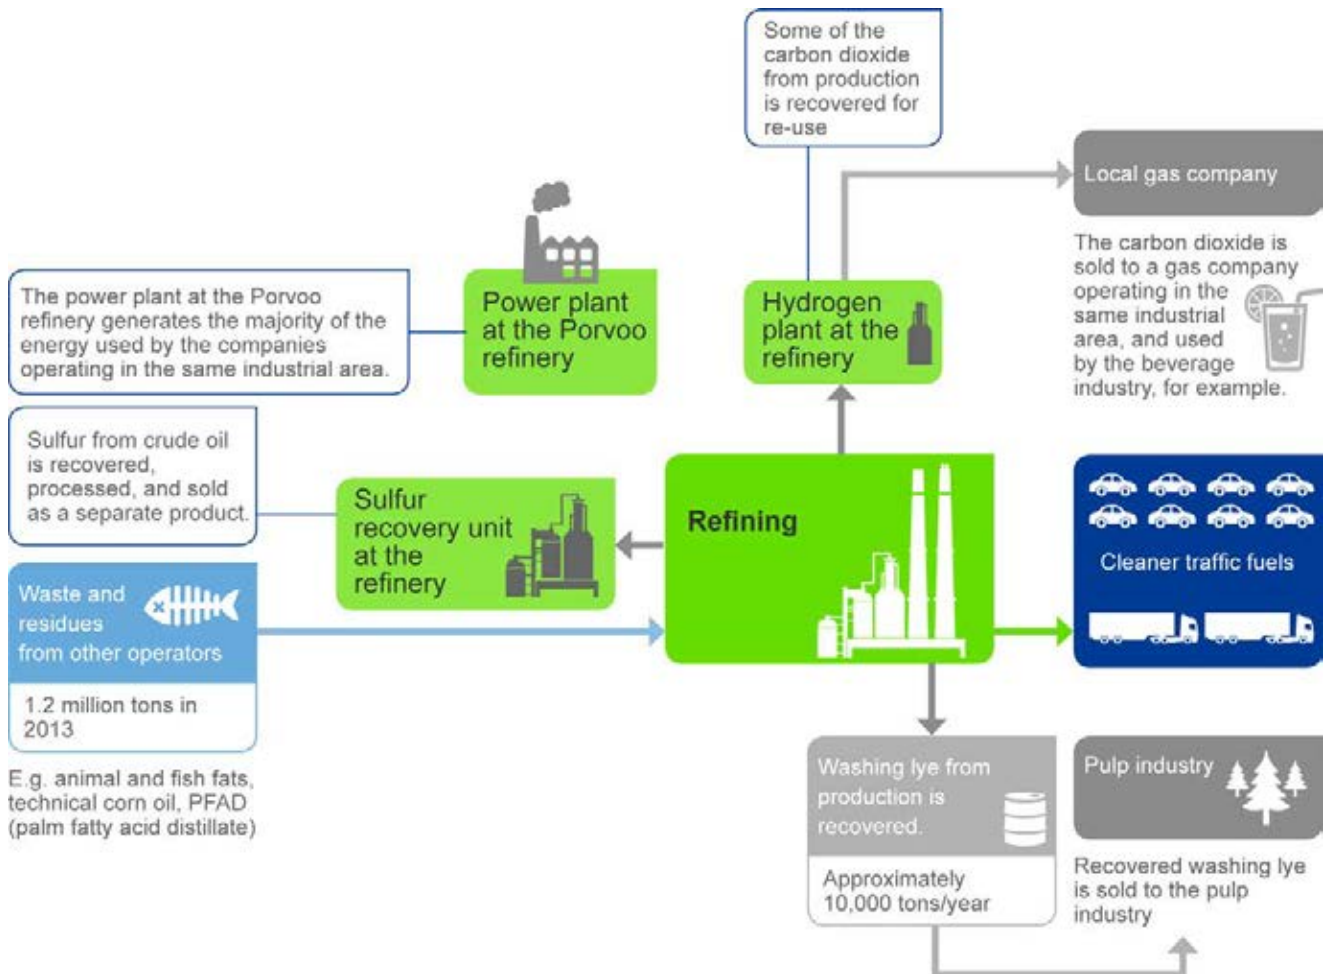 Some of the
carbon dioxide
from production
is recovered for
re-use
Local gas company
The carbon dioxide is
sold to a gas company
operating in the
same industrial
area, and used
by the beverage
industry, for example.
Hydrogen
plant at the
refinery
Power plant
at the Porvoo
refinery
The power plant at the Porvoo
refinery generates the majority of the
energy used by the companies
operating in the same industrial area.
Sulfur from crude oil
is recovered,
processed, and sold
as a separate product.
Sulfur
recovery unit
at the
refinery
Refining
Cleaner traffic fuels
Waste and
residues
from other operators
1.2 million tons in
2013
E.g. animal and fish fats,
technical corn oil, PFAD
(palm fatty acid distillate)
Washing lye from
production is
recovered.
Approximately
10,000 tons/year
Pulp industry
Recovered washing lye
is sold to the pulp
industry